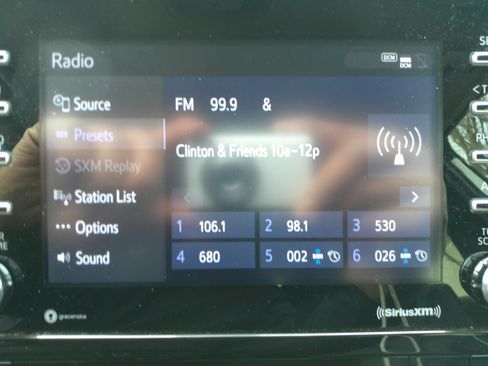 Radio
DCM
DCM
Source
FM 99.9 &
Presets
Clinton & Friends 10a-12p
SXM Replay
Station List
Options
1 106.1 2 98.1 3 530
Sound
4 680 5 002 6 026
gracenote
((SiriusXM))